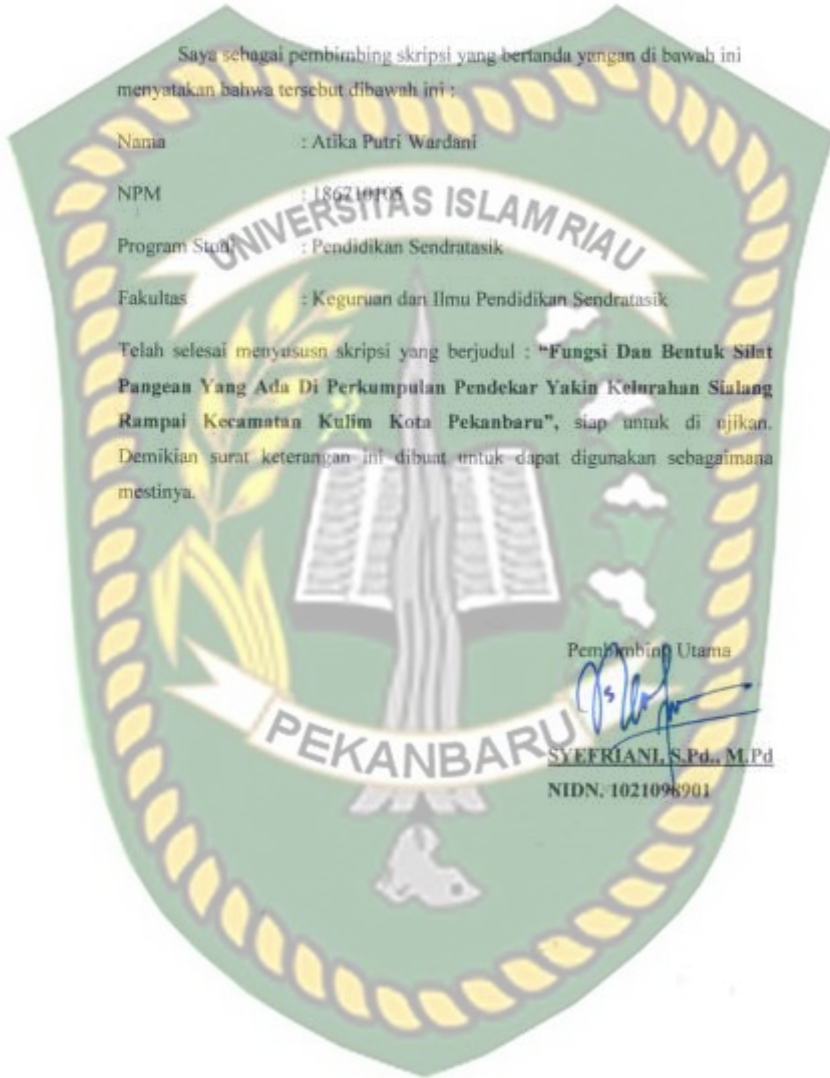 Saya sebagai pembimbing skripsi yang bertanda yangan di bawah ini
menyatakan bahwa tersebut dibawah ini :
Nama : Atika Putri Wardani
NPM : 186710105
UNIVERSITAS ISLAM RIAU
Program Studi : Pendidikan Sendratasik
Fakultas : Keguruan dan Ilmu Pendidikan Sendratasik
Telah selesai menyususn skripsi yang berjudul : “Fungsi Dan Bentuk Silat
Pangean Yang Ada Di Perkumpulan Pendekar Yakin Kelurahan Sialang
Rampai Kecamatan Kulim Kota Pekanbaru”, siap untuk di ujikan.
Demikian surat keterangan ini dibuat untuk dapat digunakan sebagaimana
mestinya.
Pembimbing Utama
PEKANBARU
SYEFRIANI, S.Pd., M.Pd
NIDN. 1021098901